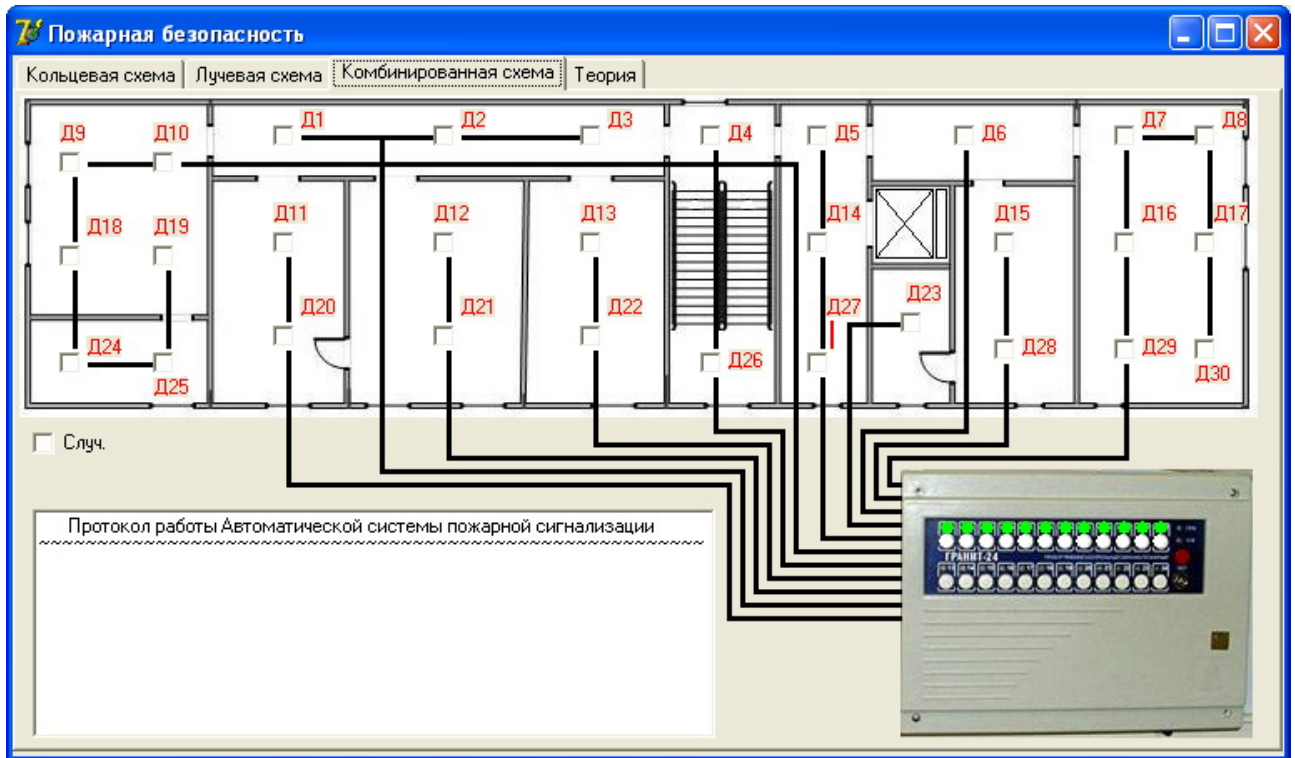 Пожарная безопасность
Кольцевая схема Лучевая схема Комбинированная схема Теория
Д9 Д10 Д1 Д2 Д3 Д4 Д5 Д6 Д7 Д8
Д18 Д19 Д11 Д12 Д13 Д14 Д15 Д16 Д17
Д20 Д21 Д22 Д27 Д23
Д24 Д26 Д28 Д29
Д25 Д30
Случ.
Протокол работы Автоматической системы пожарной сигнализации
~~~~~~~~~~~~~~~~~~~~~~~~~~~~~~~~~~~~~~~~~~~~~~~~~~~~~~~~~~~~~~~~~~~~~~
ГРАНИТ-24